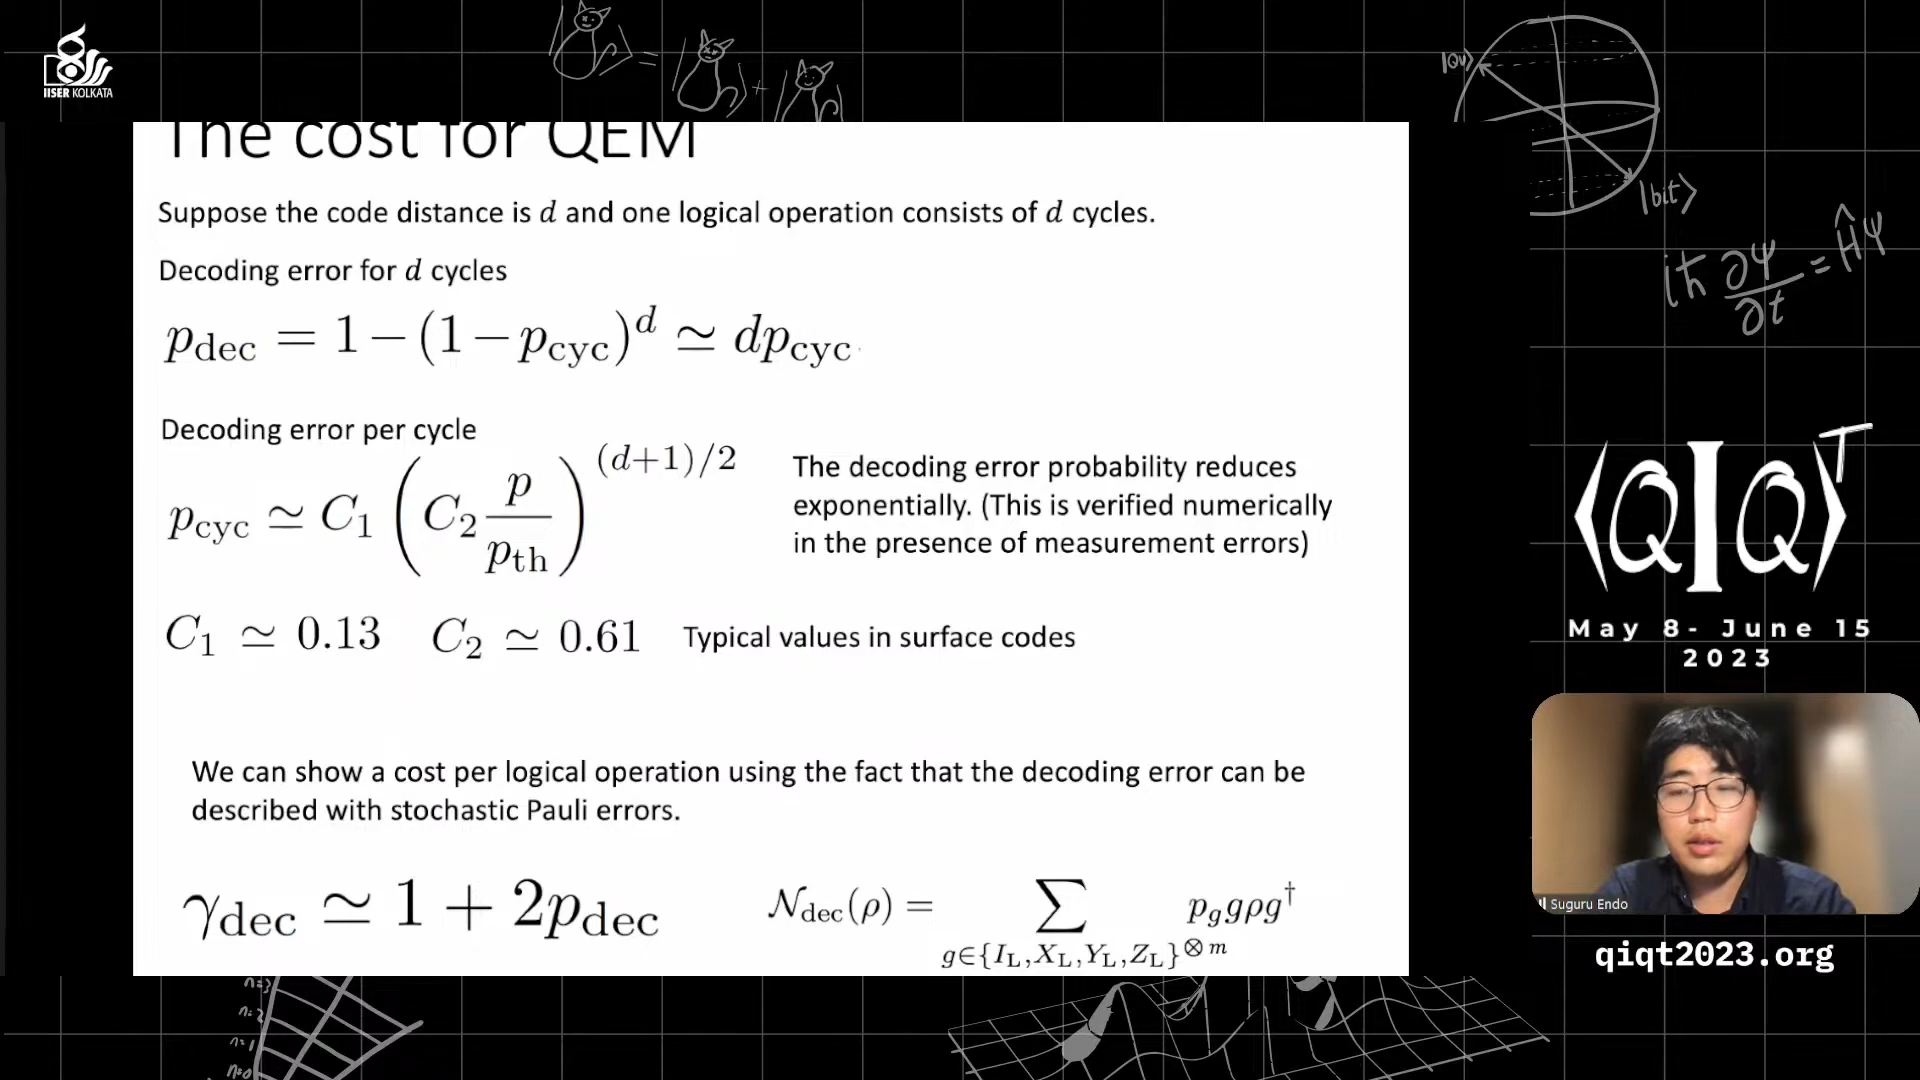 IISER KOLKATA
The cost for QEM
Suppose the code distance is d and one logical operation consists of d cycles.
Decoding error for d cycles
p_dec = 1 − (1 − p_cyc)^d ≃ dp_cyc
Decoding error per cycle
p_cyc ≃ C_1 (C_2 p/p_th)^(d+1)/2
The decoding error probability reduces
exponentially. (This is verified numerically
in the presence of measurement errors)
C_1 ≃ 0.13 C_2 ≃ 0.61 Typical values in surface codes
We can show a cost per logical operation using the fact that the decoding error can be
described with stochastic Pauli errors.
γ_dec ≃ 1 + 2p_dec
𝒩_dec(ρ) = ∑_{g∈{I_L,X_L,Y_L,Z_L}^⊗m} p_g gρg^†
|bit⟩
iħ ∂Ψ/∂t = ĤΨ
⟨Q|Q⟩^T
May 8- June 15
2023
Suguru Endo
qiqt2023.org
n=3
n=2
n=1
n=0